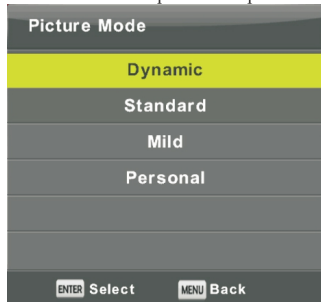 Picture Mode
Dynamic
Standard
Mild
Personal
ENTER Select MENU Back